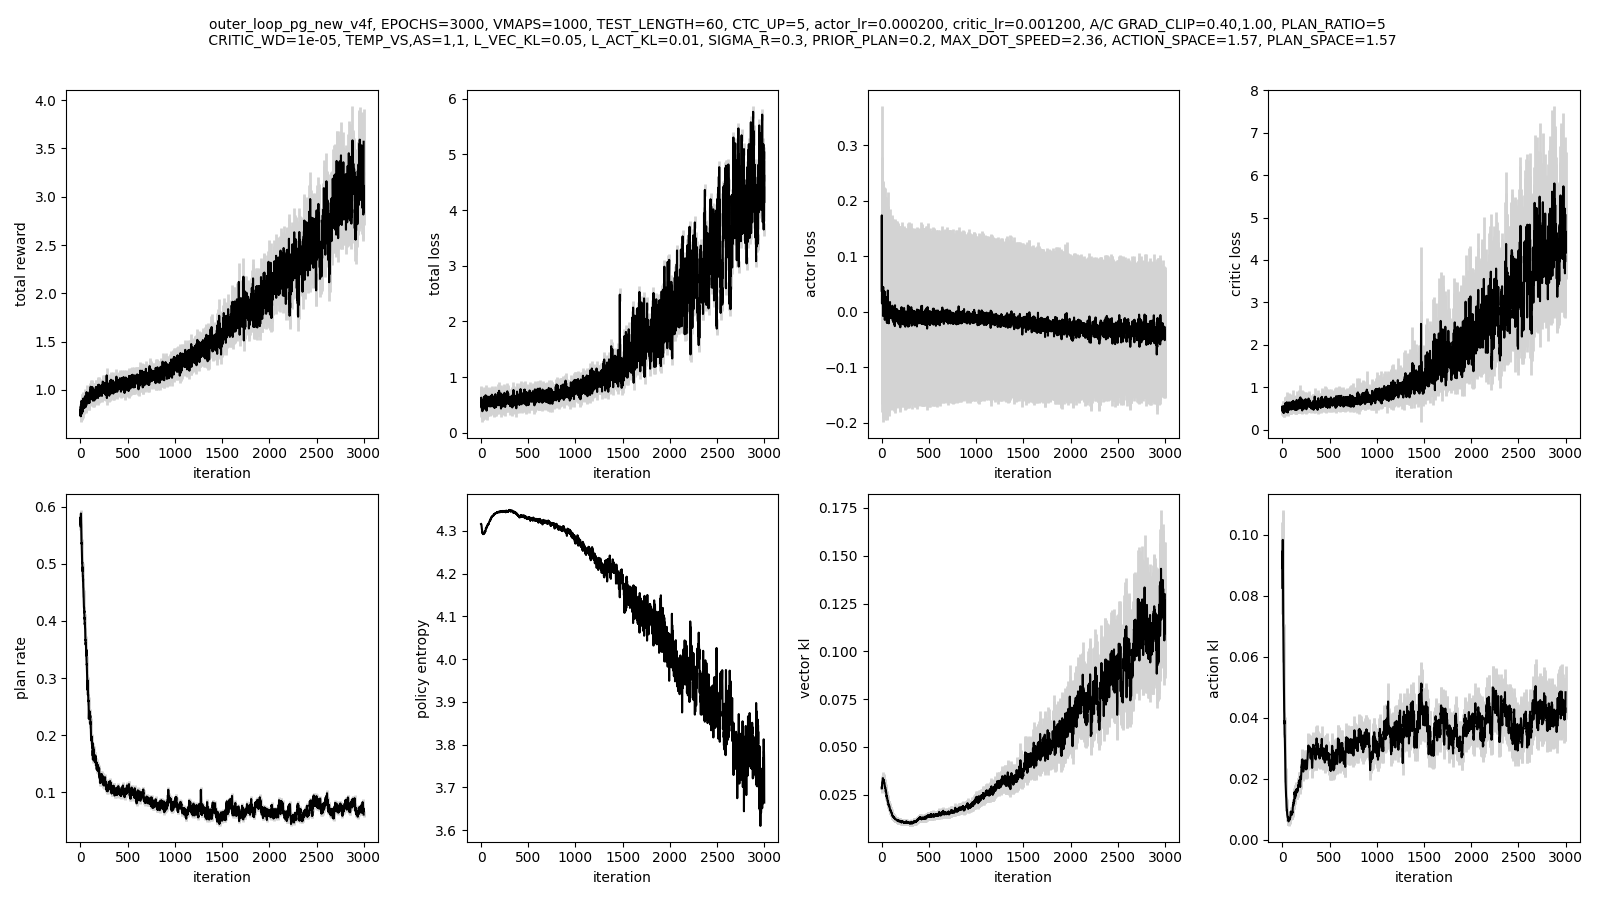 outer_loop_pg_new_v4f, EPOCHS=3000, VMAPS=1000, TEST_LENGTH=60, CTC_UP=5, actor_lr=0.000200, critic_lr=0.001200, A/C GRAD_CLIP=0.40,1.00, PLAN_RATIO=5
CRITIC_WD=1e-05, TEMP_VS,AS=1,1, L_VEC_KL=0.05, L_ACT_KL=0.01, SIGMA_R=0.3, PRIOR_PLAN=0.2, MAX_DOT_SPEED=2.36, ACTION_SPACE=1.57, PLAN_SPACE=1.57
total reward
4.0
3.5
3.0
2.5
2.0
1.5
1.0
0 500 1000 1500 2000 2500 3000
iteration
total loss
6
5
4
3
2
1
0
0 500 1000 1500 2000 2500 3000
iteration
actor loss
0.3
0.2
0.1
0.0
−0.1
−0.2
0 500 1000 1500 2000 2500 3000
iteration
critic loss
8
7
6
5
4
3
2
1
0
0 500 1000 1500 2000 2500 3000
iteration
plan rate
0.6
0.5
0.4
0.3
0.2
0.1
0 500 1000 1500 2000 2500 3000
iteration
policy entropy
4.3
4.2
4.1
4.0
3.9
3.8
3.7
3.6
0 500 1000 1500 2000 2500 3000
iteration
vector kl
0.175
0.150
0.125
0.100
0.075
0.050
0.025
0 500 1000 1500 2000 2500 3000
iteration
action kl
0.10
0.08
0.06
0.04
0.02
0.00
0 500 1000 1500 2000 2500 3000
iteration